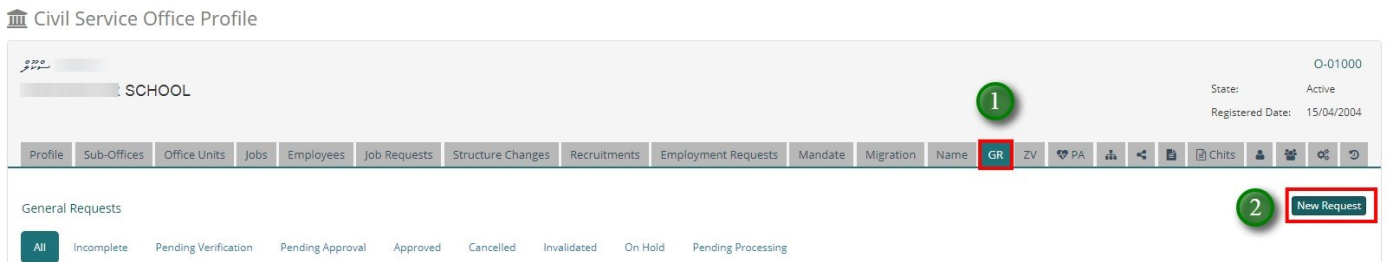 Civil Service Office Profile
ސްކޫލް
SCHOOL
O-01000
State: Active
Registered Date: 15/04/2004
1
Profile Sub-Offices Office Units Jobs Employees Job Requests Structure Changes Recruitments Employment Requests Mandate Migration Name GR ZV PA Chits
General Requests
2 New Request
All Incomplete Pending Verification Pending Approval Approved Cancelled Invalidated On Hold Pending Processing